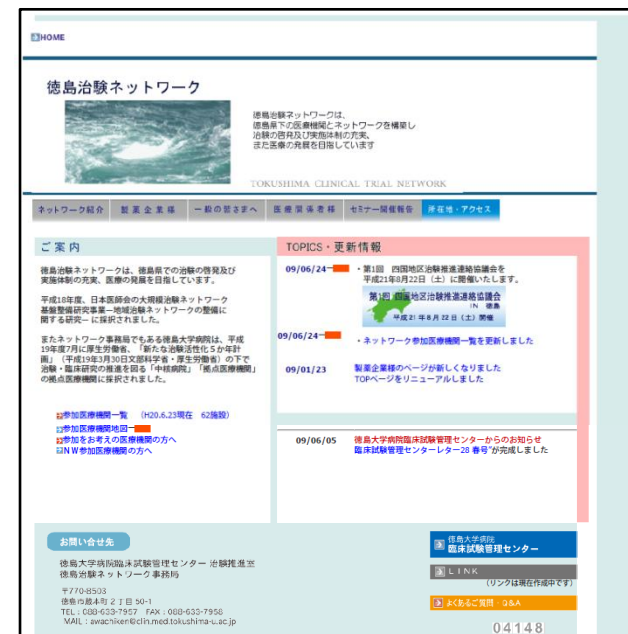 HOME
徳島治験ネットワーク
徳島治験ネットワークは、
徳島県下の医療機関とネットワークを構築し
治験の啓発及び実施体制の充実、
また医療の発展を目指しています
TOKUSHIMA CLINICAL TRIAL NETWORK
ネットワーク紹介 製薬企業様 一般の皆さまへ 医療関係者様 セミナー開催報告 所在地・アクセス
ご案内
徳島治験ネットワークは、徳島県での治験の啓発及び
実施体制の充実、医療の発展を目指しています。
平成18年度、日本医師会の大規模治験ネットワーク
基盤整備研究事業－地域治験ネットワークの整備に
関する研究－に採択されました。
またネットワーク事務局でもある徳島大学病院は、平成
19年度7月に厚生労働省、「新たな治験活性化５か年計
画」（平成19年3月30日文部科学省・厚生労働省）の下で
治験・臨床研究の推進を図る「中核病院」「拠点医療機関」
の拠点医療機関に採択されました。
参加医療機関一覧 （H20.6.23現在 62施設）
参加医療機関地図
参加をお考えの医療機関の方へ
ＮＷ参加医療機関の方へ
TOPICS・更新情報
09/06/24 ・第1回 四国地区治験推進連絡協議会を
平成21年8月22日（土）に開催いたします。
第1回 四国地区治験推進連絡協議会
IN 徳島
平成21年8月22日（土）開催
09/06/24 ・ネットワーク参加医療機関一覧を更新しました
09/01/23 製薬企業様のページが新しくなりました
TOPページをリニューアルしました
09/06/05 徳島大学病院臨床試験管理センターからのお知らせ
臨床試験管理センターレター28 春号"が完成しました
お問い合せ先
徳島大学病院臨床試験管理センター 治験推進室
徳島治験ネットワーク事務局
〒770-8503
徳島市蔵本町２丁目50-1
TEL：088-633-7957 FAX：088-633-7958
MAIL：awachiken@clin.med.tokushima-u.ac.jp
徳島大学病院
臨床試験管理センター
ＬＩＮＫ
（リンクは現在作成中です）
よくあるご質問・Q&A
04148